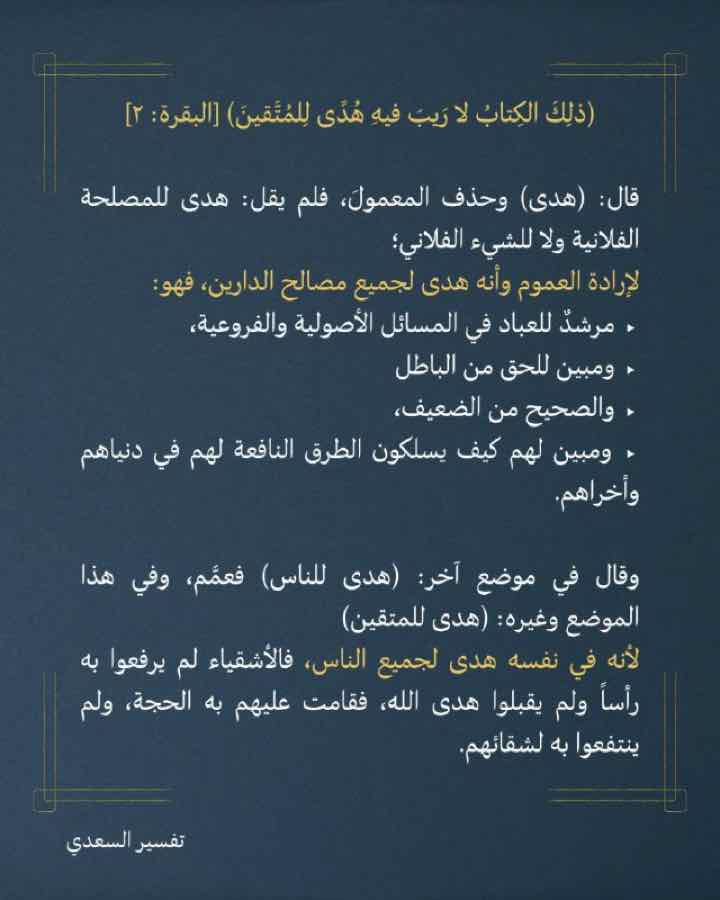 (ذلِكَ الكِتابُ لا رَيبَ فيهِ هُدًى لِلمُتَّقينَ) [البقرة: ٢]
قال: (هدى) وحذف المعمولَ، فلم يقل: هدى للمصلحة
الفلانية ولا للشيء الفلاني؛
لإرادة العموم وأنه هدى لجميع مصالح الدارين، فهو:
▸ مرشدٌ للعباد في المسائل الأصولية والفروعية،
▸ ومبين للحق من الباطل
▸ والصحيح من الضعيف،
▸ ومبين لهم كيف يسلكون الطرق النافعة لهم في دنياهم
وأخراهم.
وقال في موضع آخر: (هدى للناس) فعمَّم، وفي هذا
الموضع وغيره: (هدى للمتقين)
لأنه في نفسه هدى لجميع الناس، فالأشقياء لم يرفعوا به
رأساً ولم يقبلوا هدى الله، فقامت عليهم به الحجة، ولم
ينتفعوا به لشقائهم.
تفسير السعدي